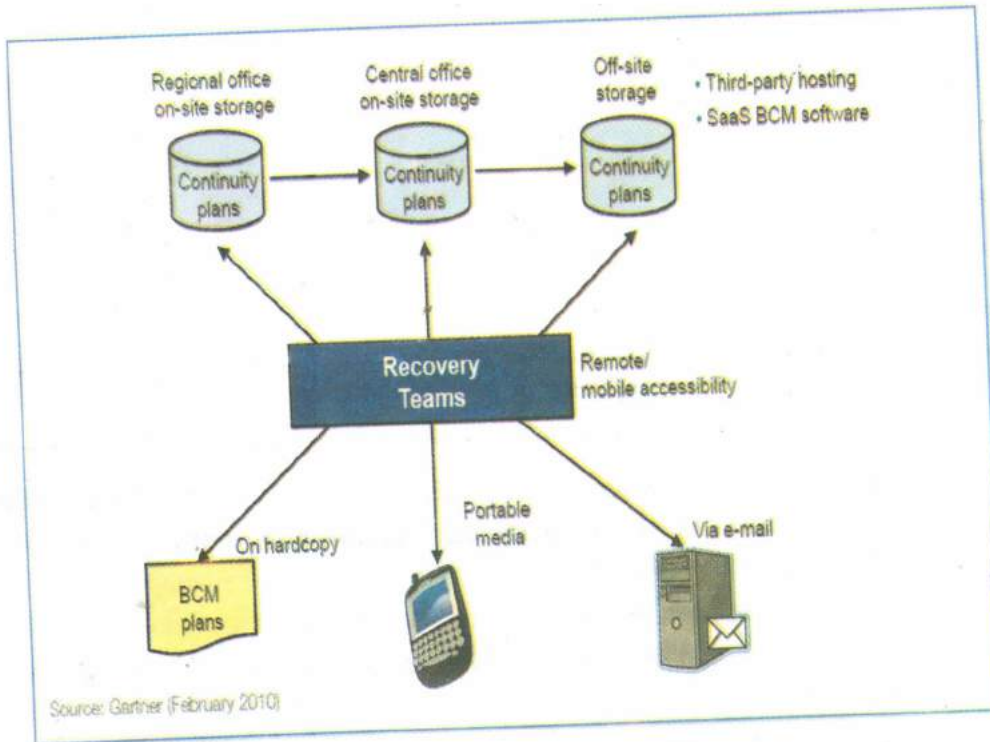 Regional office
on-site storage
Central office
on-site storage
Off-site
storage
• Third-party hosting
• SaaS BCM software
Continuity
plans
Continuity
plans
Continuity
plans
Recovery
Teams
Remote/
mobile accessibility
On hardcopy
Portable
media
Via e-mail
BCM
plans
Source: Gartner (February 2010)